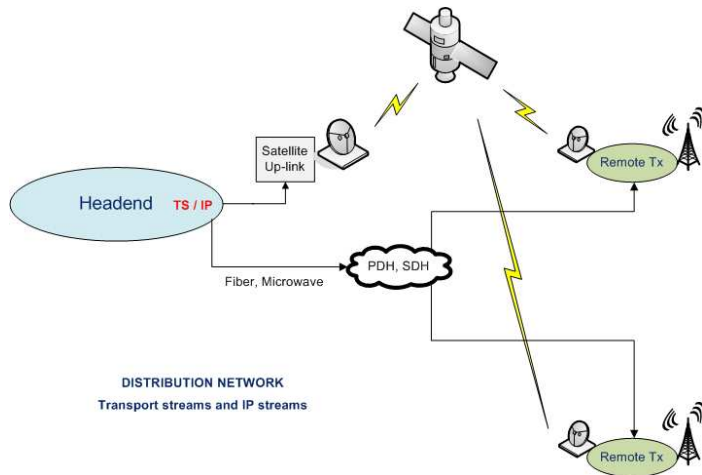 Satellite
Up-link
Remote Tx
Headend TS / IP
PDH, SDH
Fiber, Microwave
DISTRIBUTION NETWORK
Transport streams and IP streams
Remote Tx